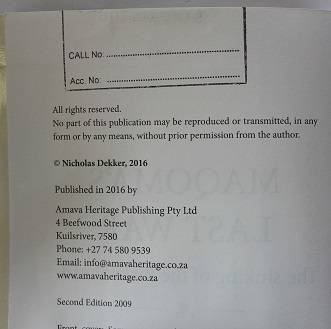 CALL No:
Acc. No:
All rights reserved.
No part of this publication may be reproduced or transmitted, in any
form or by any means, without prior permission from the author.
© Nicholas Dekker, 2016
Published in 2016 by
Amava Heritage Publishing Pty Ltd
4 Beefwood Street
Kuilsriver, 7580
Phone: +27 74 580 9539
Email: info@amavaheritage.co.za
www.amavaheritage.co.za
Second Edition 2009
Front cover: